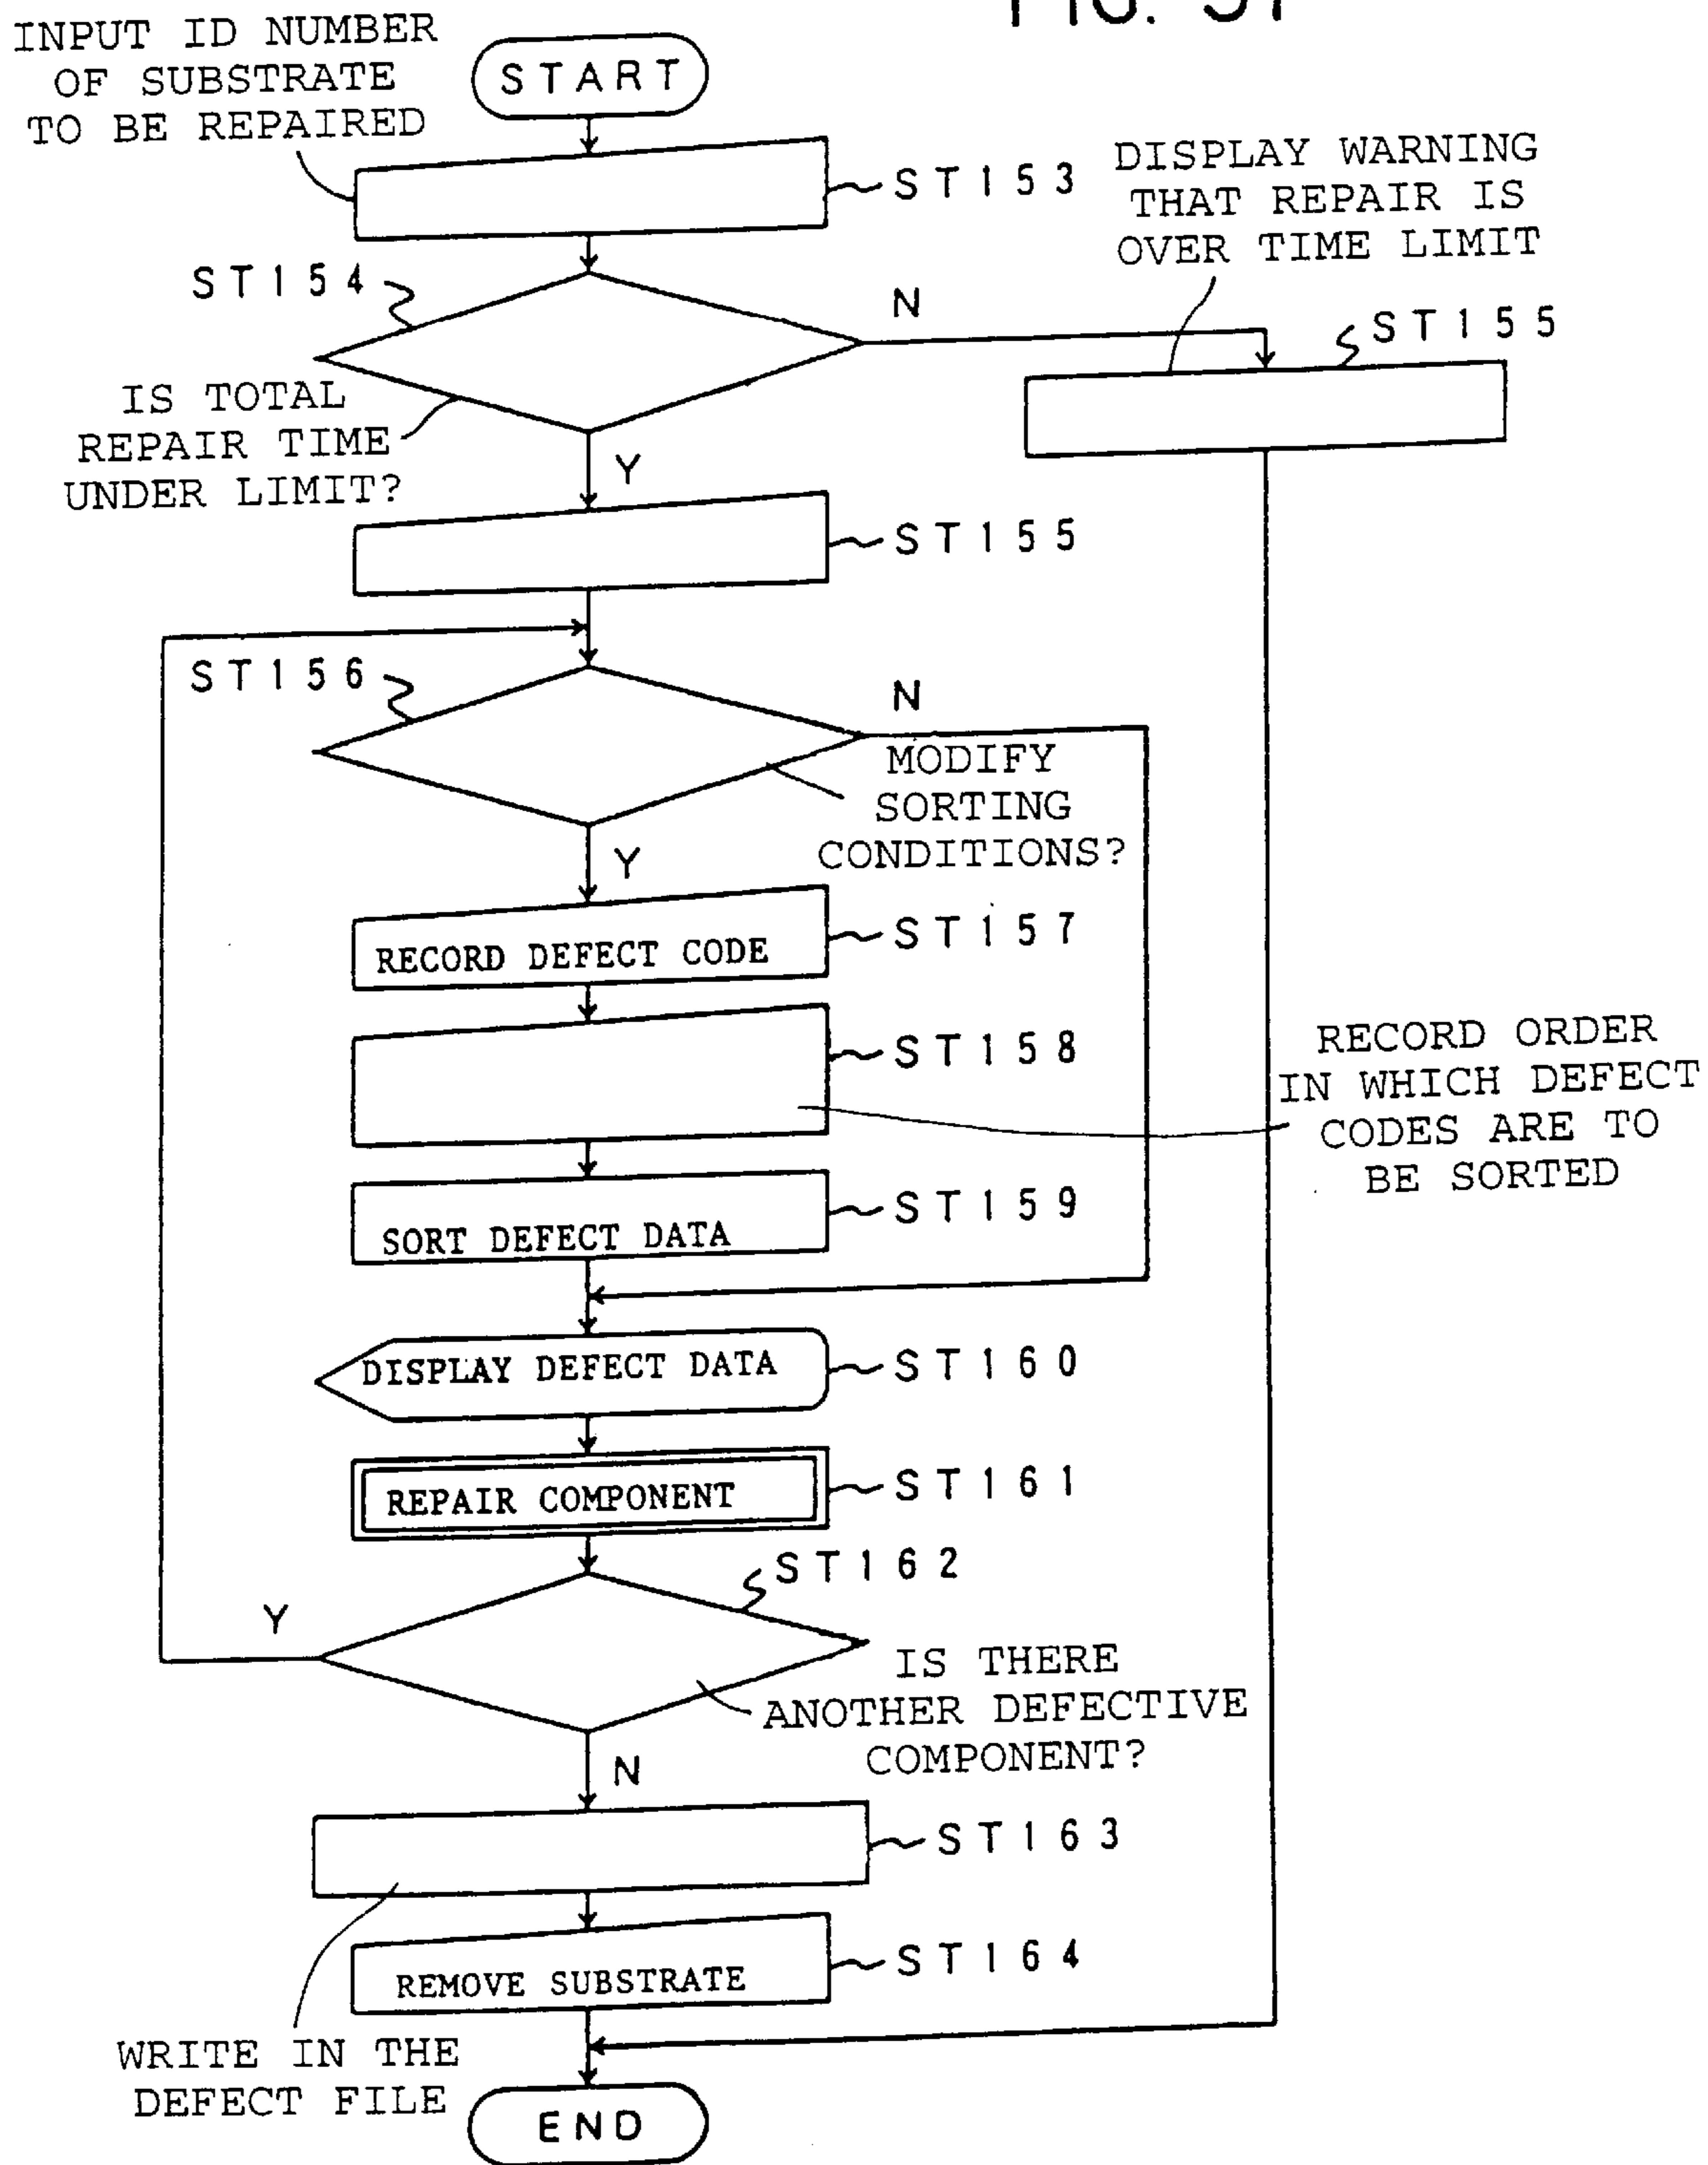 INPUT ID NUMBER
OF SUBSTRATE
TO BE REPAIRED
START
ST153
DISPLAY WARNING
THAT REPAIR IS
OVER TIME LIMIT
ST154
N
ST155
IS TOTAL
REPAIR TIME
UNDER LIMIT?
Y
ST155
ST156
N
MODIFY
SORTING
CONDITIONS?
Y
RECORD DEFECT CODE
ST157
ST158
RECORD ORDER
IN WHICH DEFECT
CODES ARE TO
BE SORTED
SORT DEFECT DATA
ST159
DISPLAY DEFECT DATA
ST160
REPAIR COMPONENT
ST161
ST162
Y
IS THERE
ANOTHER DEFECTIVE
COMPONENT?
N
ST163
REMOVE SUBSTRATE
ST164
WRITE IN THE
DEFECT FILE
END